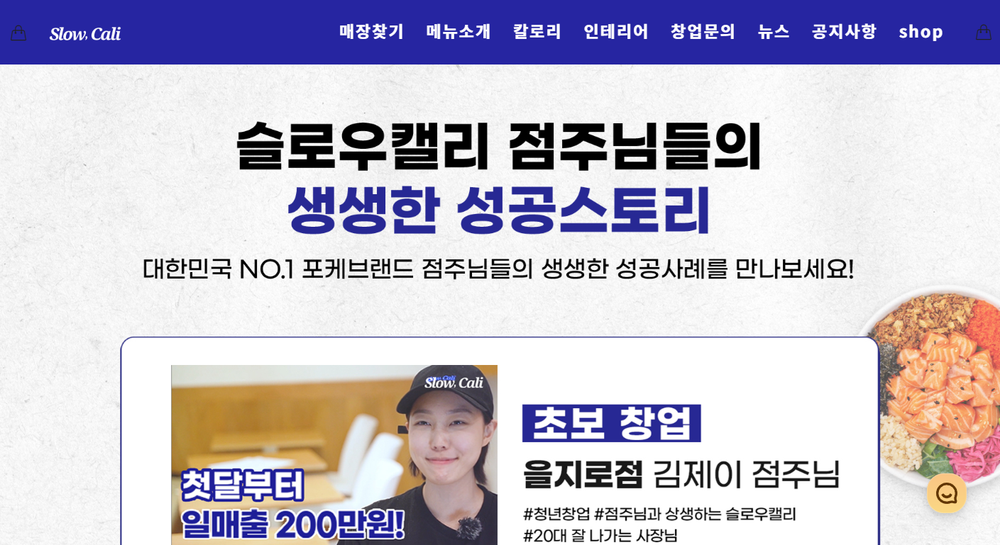 Slow, Cali
매장찾기 메뉴소개 칼로리 인테리어 창업문의 뉴스 공지사항 shop
슬로우캘리 점주님들의
생생한 성공스토리
대한민국 NO.1 포케브랜드 점주님들의 생생한 성공사례를 만나보세요!
Slow, Cali
Slow, Cali
첫달부터
일매출 200만원!
초보 창업
을지로점 김제이 점주님
#청년창업 #점주님과 상생하는 슬로우캘리
#20대 잘 나가는 사장님